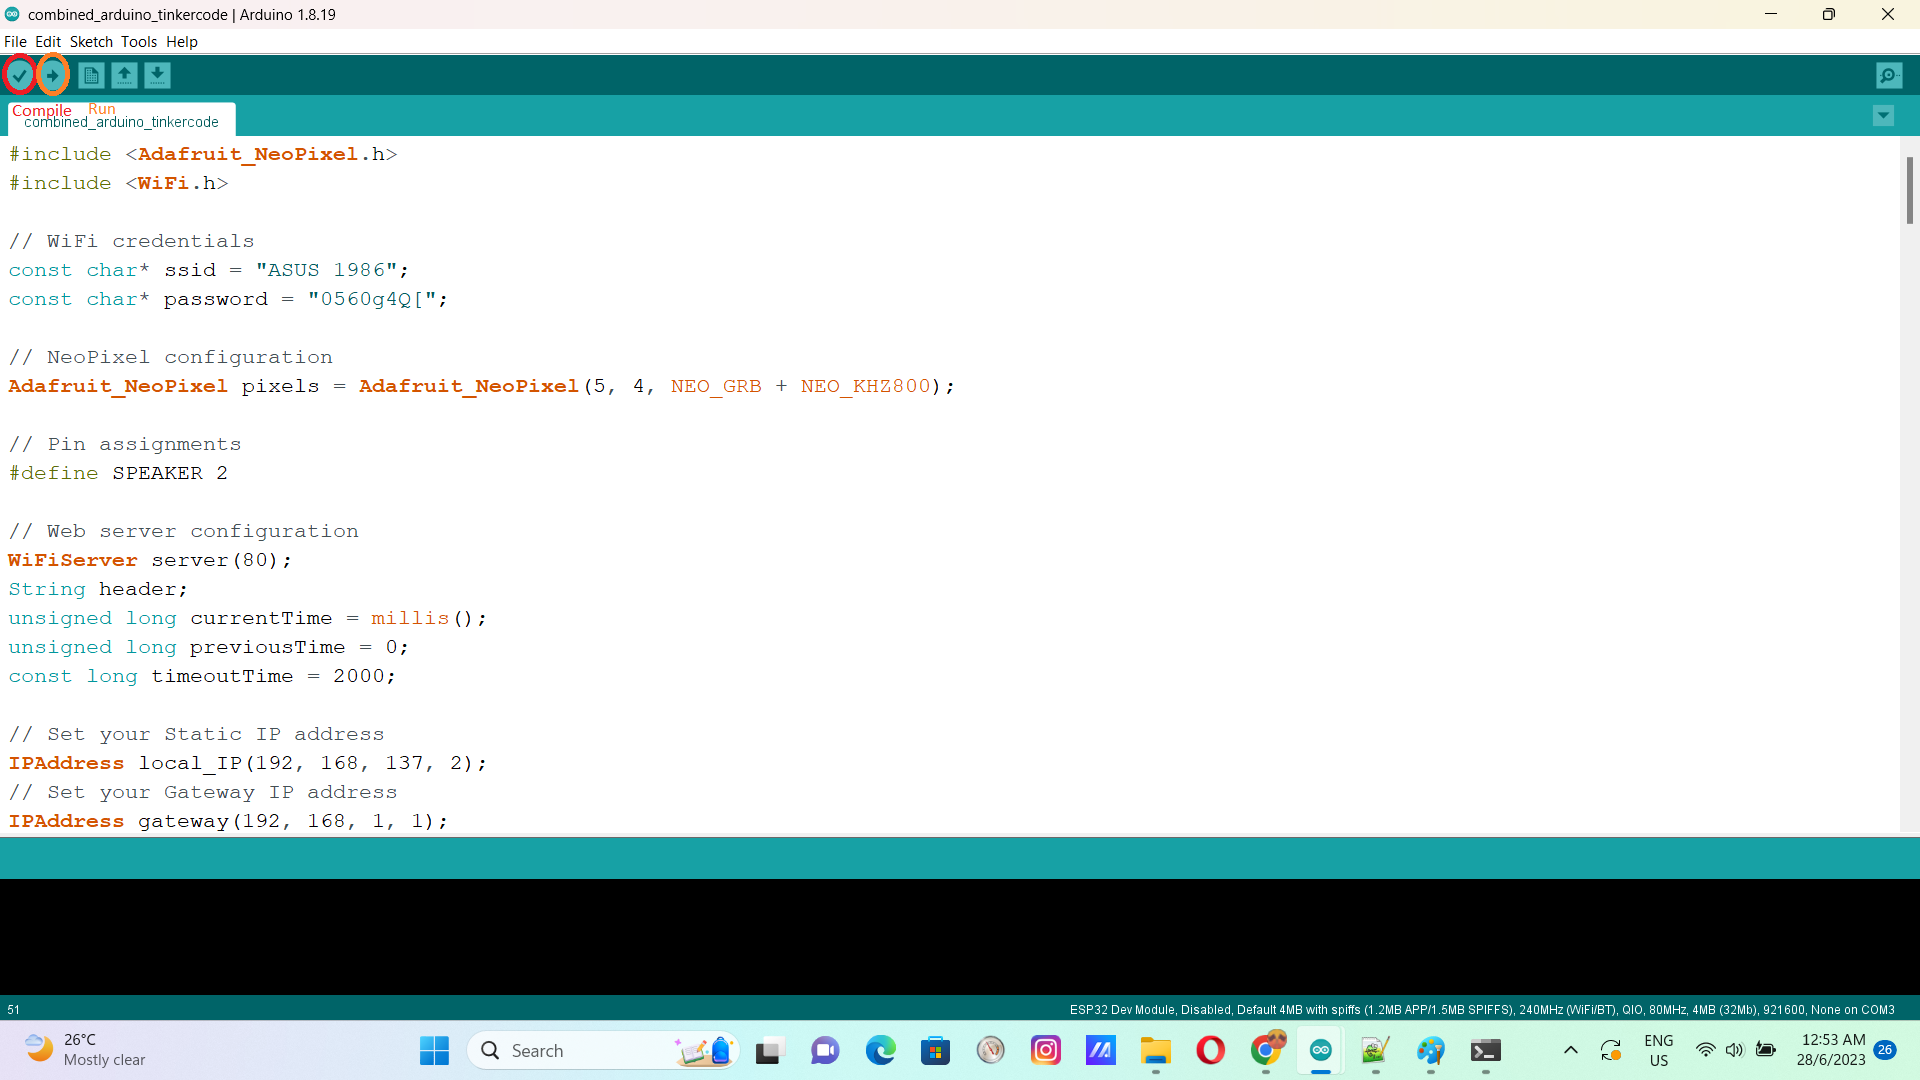 combined_arduino_tinkercode | Arduino 1.8.19
File Edit Sketch Tools Help
Compile Run
combined_arduino_tinkercode
#include <Adafruit_NeoPixel.h>
#include <WiFi.h>
// WiFi credentials
const char* ssid = "ASUS 1986";
const char* password = "0560g4Q[";
// NeoPixel configuration
Adafruit_NeoPixel pixels = Adafruit_NeoPixel(5, 4, NEO_GRB + NEO_KHZ800);
// Pin assignments
#define SPEAKER 2
// Web server configuration
WiFiServer server(80);
String header;
unsigned long currentTime = millis();
unsigned long previousTime = 0;
const long timeoutTime = 2000;
// Set your Static IP address
IPAddress local_IP(192, 168, 137, 2);
// Set your Gateway IP address
IPAddress gateway(192, 168, 1, 1);
51 ESP32 Dev Module, Disabled, Default 4MB with spiffs (1.2MB APP/1.5MB SPIFFS), 240MHz (WiFi/BT), QIO, 80MHz, 4MB (32Mb), 921600, None on COM3
26°C
Mostly clear
Search
ENG
US
12:53 AM
28/6/2023
26